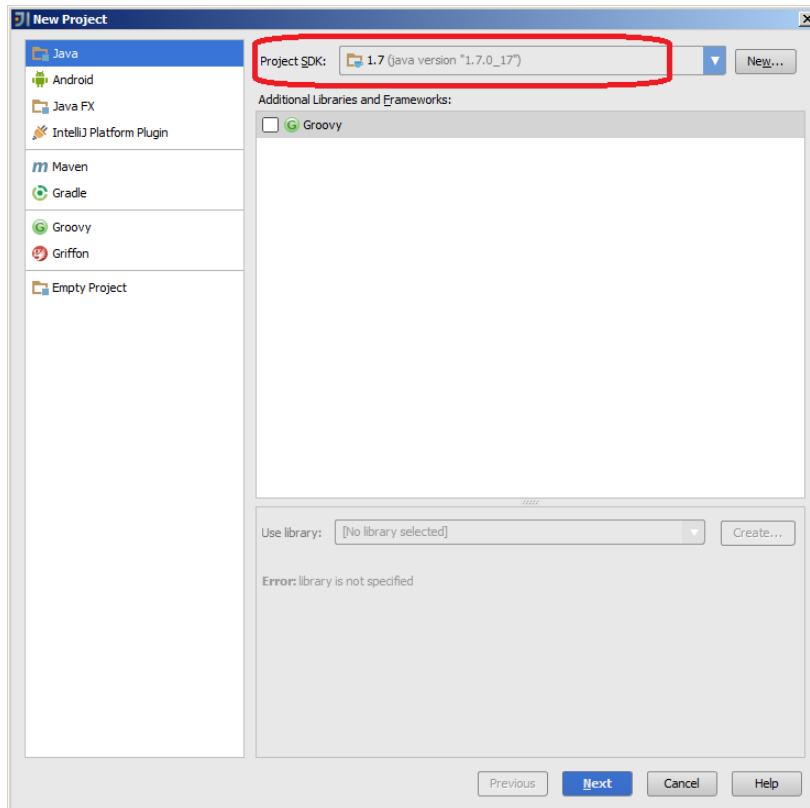 New Project
Java
Android
Java FX
IntelliJ Platform Plugin
Maven
Gradle
Groovy
Griffon
Empty Project
Project SDK: 1.7 (java version "1.7.0_17") New...
Additional Libraries and Frameworks:
Groovy
Use library: [No library selected] Create...
Error: library is not specified
Previous Next Cancel Help